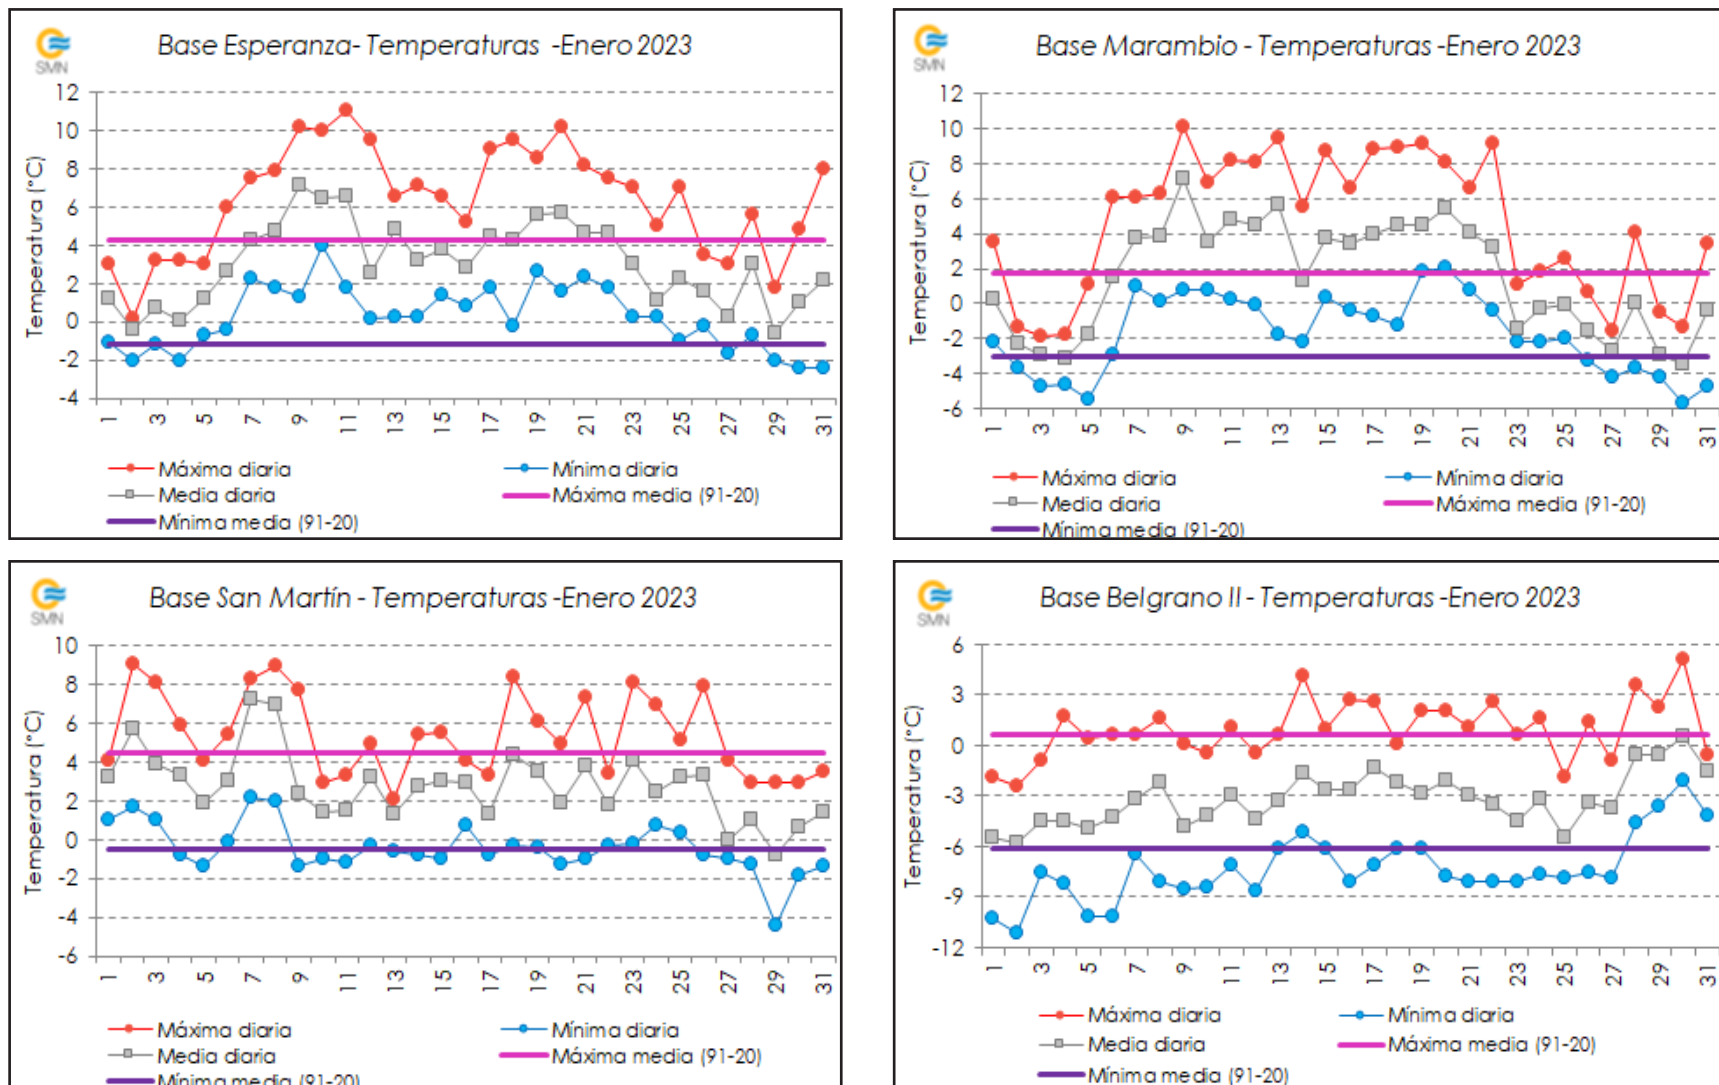 SMN
Base Esperanza- Temperaturas -Enero 2023
Temperatura (°C)
12
10
8
6
4
2
0
-2
-4
1 3 5 7 9 11 13 15 17 19 21 23 25 27 29 31
Máxima diaria Mínima diaria
Media diaria Máxima media (91-20)
Mínima media (91-20)
SMN
Base Marambio - Temperaturas -Enero 2023
Temperatura (°C)
12
10
8
6
4
2
0
-2
-4
-6
1 3 5 7 9 11 13 15 17 19 21 23 25 27 29 31
Máxima diaria Mínima diaria
Media diaria Máxima media (91-20)
Mínima media (91-20)
SMN
Base San Martín - Temperaturas -Enero 2023
Temperatura (°C)
10
8
6
4
2
0
-2
-4
-6
1 3 5 7 9 11 13 15 17 19 21 23 25 27 29 31
Máxima diaria Mínima diaria
Media diaria Máxima media (91-20)
Mínima media (91-20)
SMN
Base Belgrano II - Temperaturas -Enero 2023
Temperatura (°C)
6
3
0
-3
-6
-9
-12
1 3 5 7 9 11 13 15 17 19 21 23 25 27 29 31
Máxima diaria Mínima diaria
Media diaria Máxima media (91-20)
Mínima media (91-20)